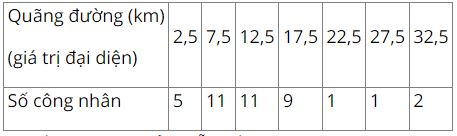 Quãng đường (km)
(giá trị đại diện)
2,5 7,5 12,5 17,5 22,5 27,5 32,5
Số công nhân 5 11 11 9 1 1 2